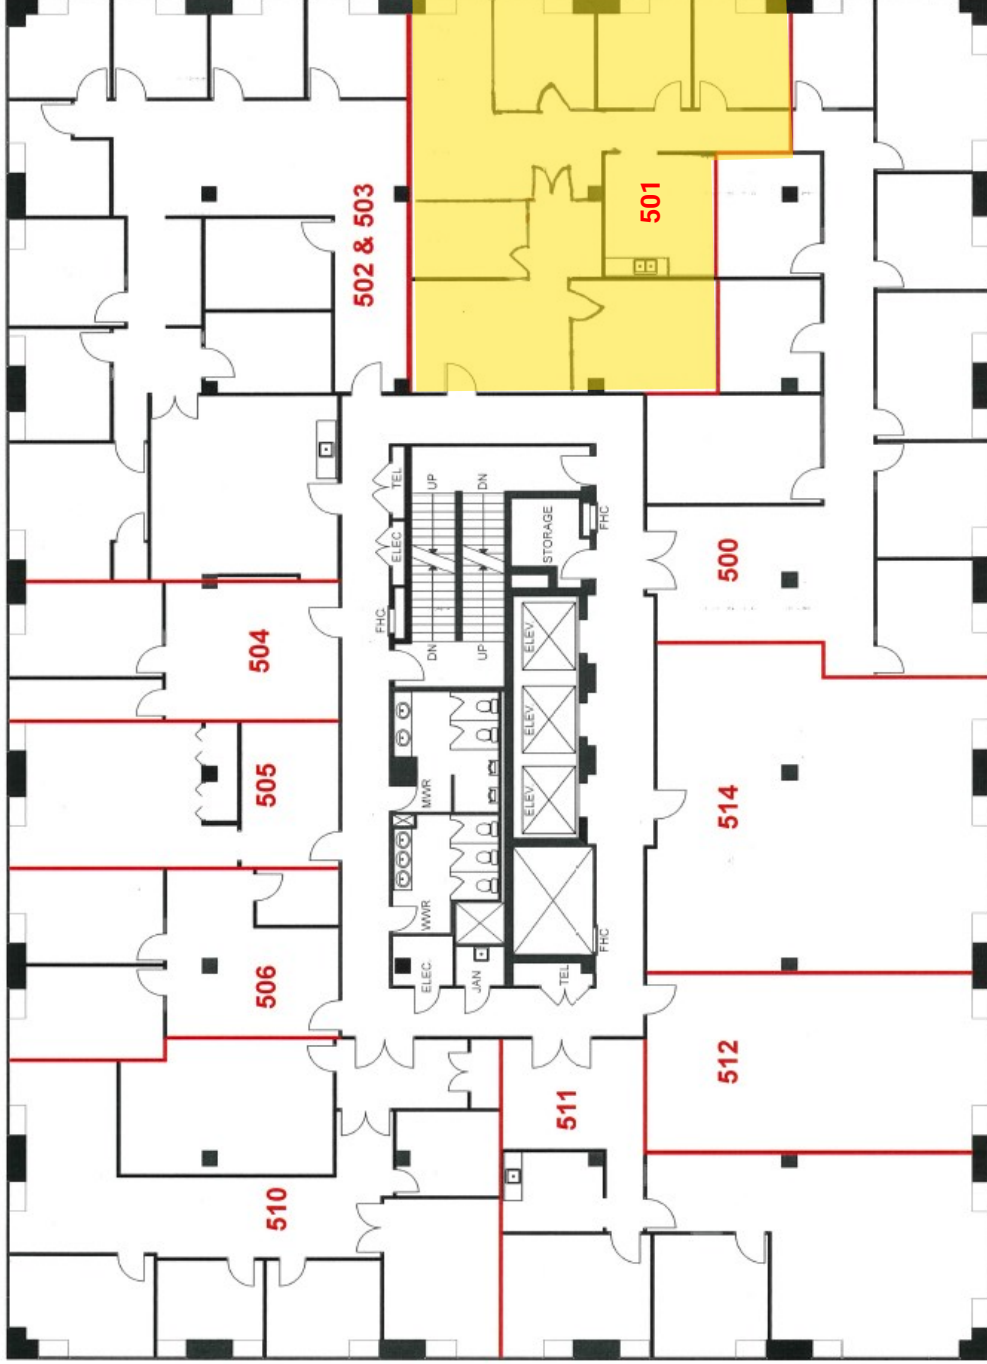 502 & 503
501
TEL
UP
DN
ELEC
STORAGE
FHC
500
FHC
504
DN
UP
ELEV
ELEV
ELEV
505
MWR
514
WWR
506
ELEC.
JAN
TEL
FHC
512
511
510